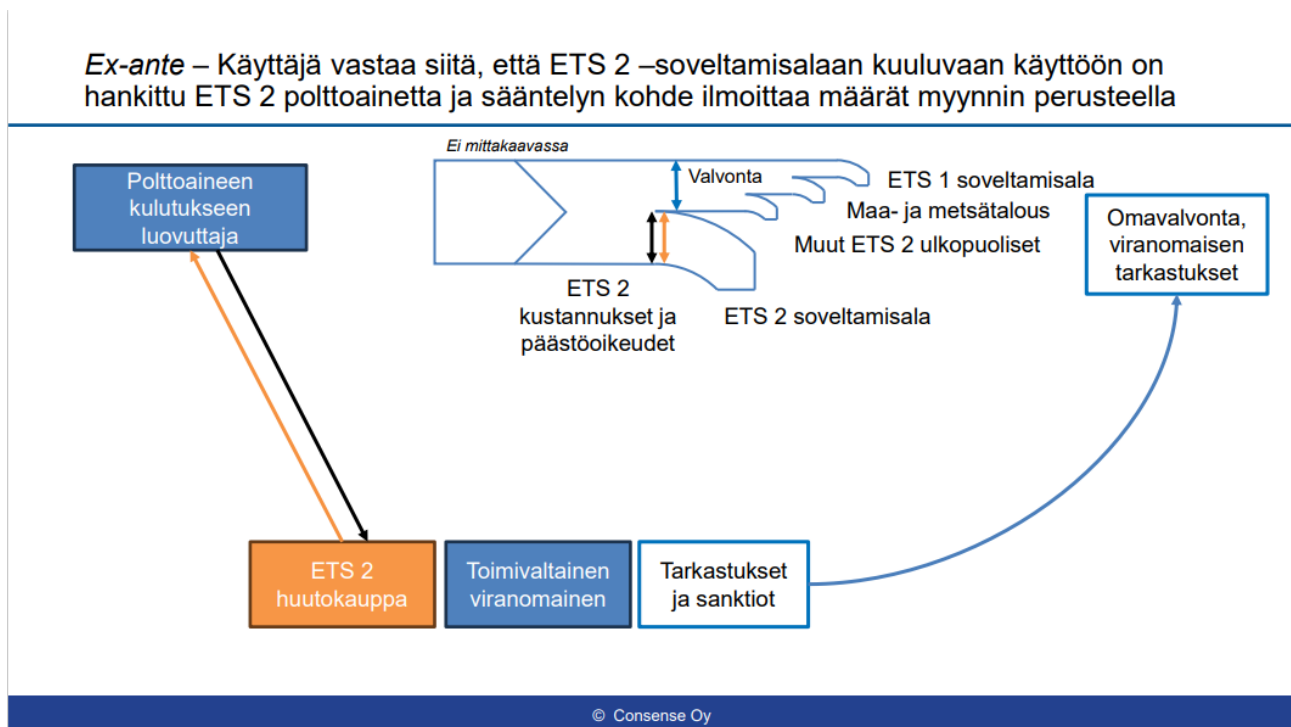 Ex-ante – Käyttäjä vastaa siitä, että ETS 2 –soveltamisalaan kuuluvaan käyttöön on
hankittu ETS 2 polttoainetta ja sääntelyn kohde ilmoittaa määrät myynnin perusteella
Ei mittakaavassa
Polttoaineen
kulutukseen
luovuttaja
Valvonta
ETS 1 soveltamisala
Maa- ja metsätalous
Muut ETS 2 ulkopuoliset
ETS 2
kustannukset ja
päästöoikeudet
ETS 2 soveltamisala
Omavalvonta,
viranomaisen
tarkastukset
ETS 2
huutokauppa
Toimivaltainen
viranomainen
Tarkastukset
ja sanktiot
© Consense Oy